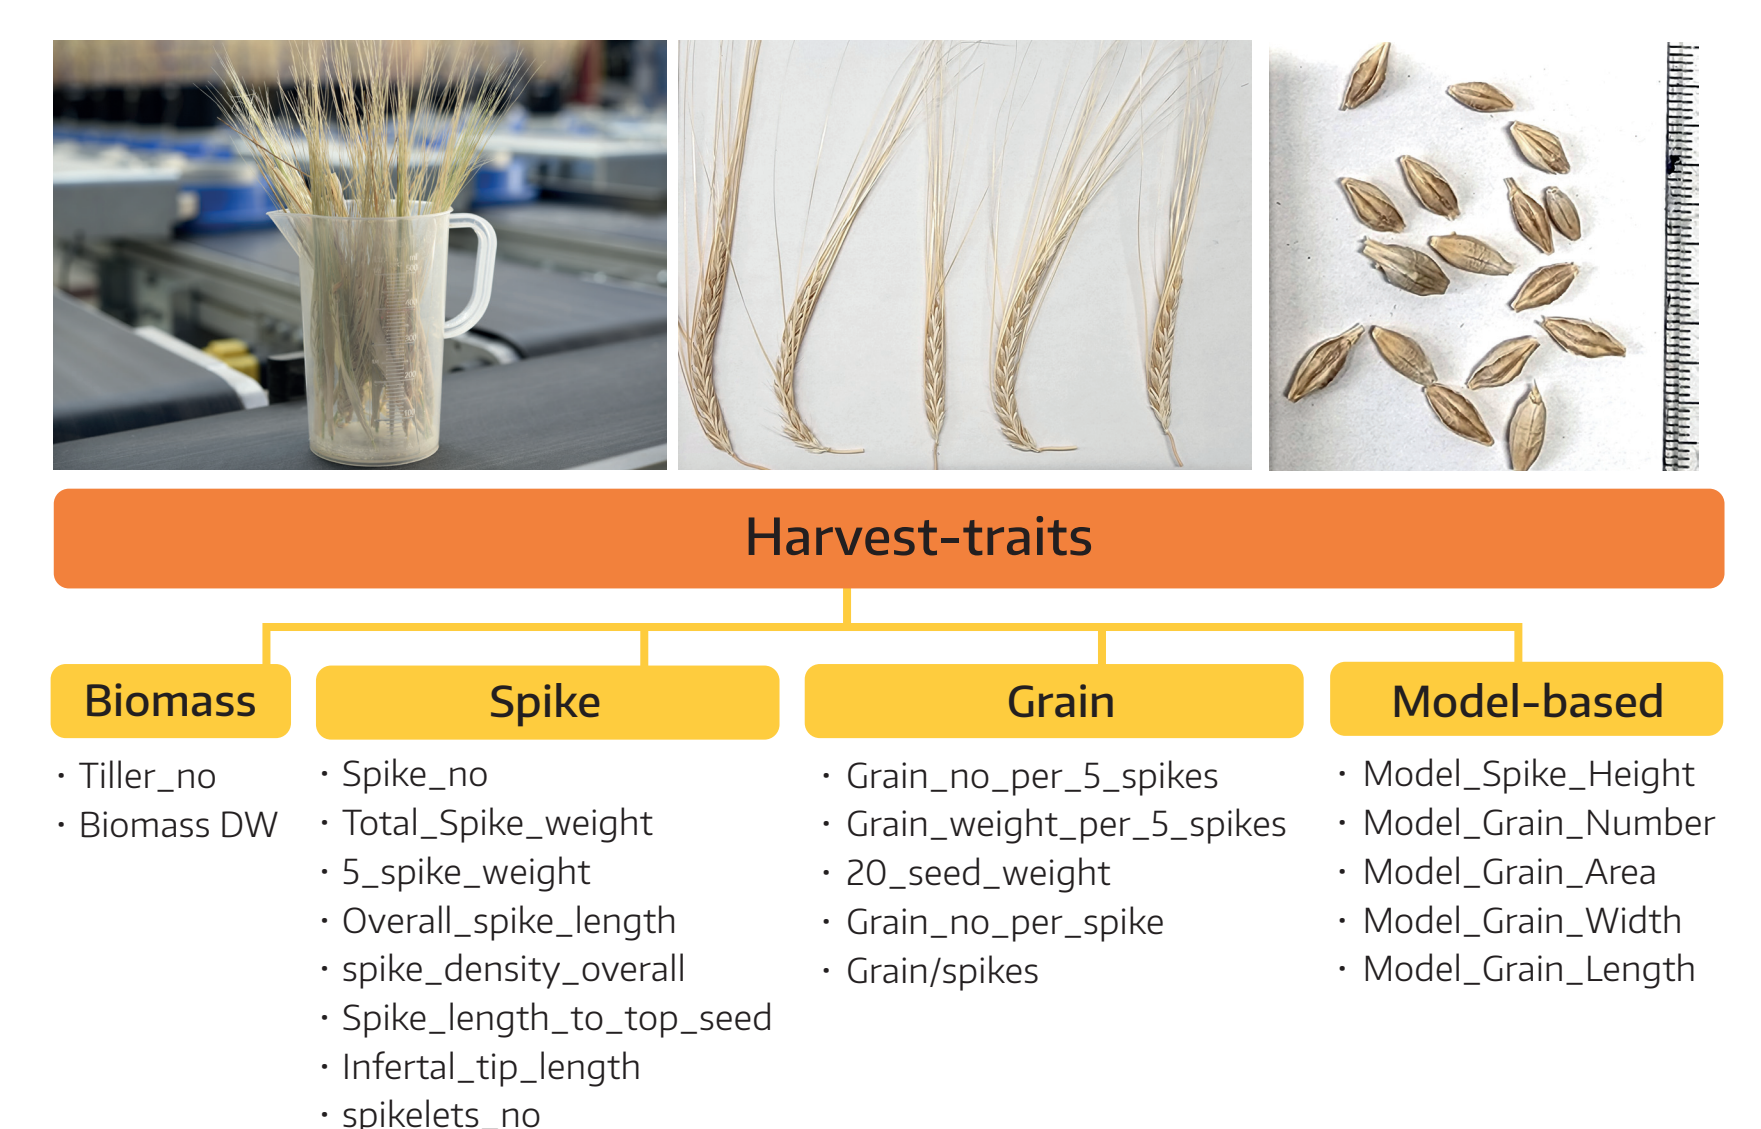 Harvest-traits
Biomass
· Tiller_no
· Biomass DW
Spike
· Spike_no
· Total_Spike_weight
· 5_spike_weight
· Overall_spike_length
· spike_density_overall
· Spike_length_to_top_seed
· Infertal_tip_length
· spikelets_no
Grain
· Grain_no_per_5_spikes
· Grain_weight_per_5_spikes
· 20_seed_weight
· Grain_no_per_spike
· Grain/spikes
Model-based
· Model_Spike_Height
· Model_Grain_Number
· Model_Grain_Area
· Model_Grain_Width
· Model_Grain_Length